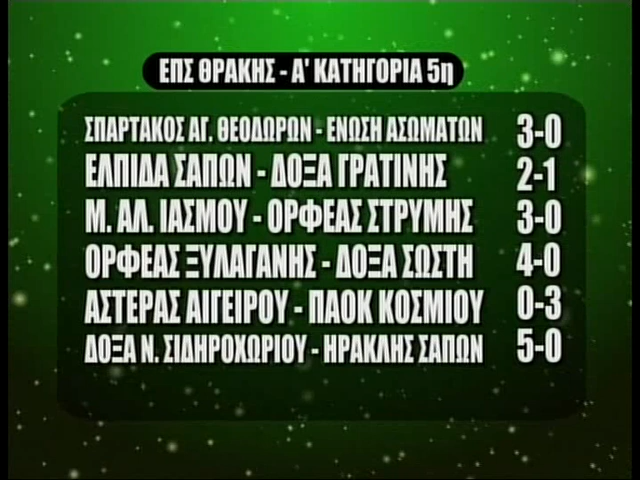 ΕΠΣ ΘΡΑΚΗΣ - Α' ΚΑΤΗΓΟΡΙΑ 5η
ΣΠΑΡΤΑΚΟΣ ΑΓ. ΘΕΟΔΩΡΩΝ - ΕΝΩΣΗ ΑΣΩΜΑΤΩΝ 3-0
ΕΛΠΙΔΑ ΣΑΠΩΝ - ΔΟΞΑ ΓΡΑΤΙΝΗΣ 2-1
Μ. ΑΛ. ΙΑΣΜΟΥ - ΟΡΦΕΑΣ ΣΤΡΥΜΗΣ 3-0
ΟΡΦΕΑΣ ΞΥΛΑΓΑΝΗΣ - ΔΟΞΑ ΣΩΣΤΗ 4-0
ΑΣΤΕΡΑΣ ΑΙΓΕΙΡΟΥ - ΠΑΟΚ ΚΟΣΜΙΟΥ 0-3
ΔΟΞΑ Ν. ΣΙΔΗΡΟΧΩΡΙΟΥ - ΗΡΑΚΛΗΣ ΣΑΠΩΝ 5-0